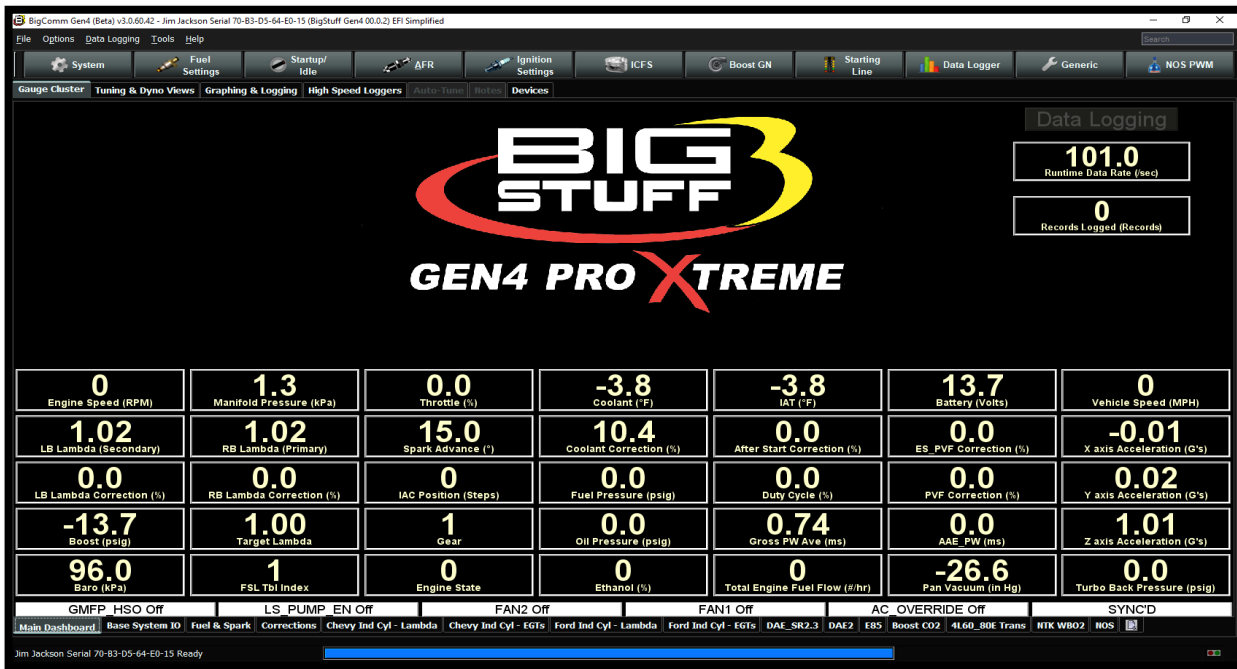 BigComm Gen4 (Beta) v3.0.60.42 - Jim Jackson Serial 70-B3-D5-64-E0-15 (BigStuff Gen4 00.0.2) EFI Simplified
File Options Data Logging Tools Help Search
System Fuel Settings Startup/ Idle AFR Ignition Settings ICFS Boost GN Starting Line Data Logger Generic NOS PWM
Gauge Cluster Tuning & Dyno Views Graphing & Logging High Speed Loggers Auto-Tune Notes Devices
Data Logging
101.0
Runtime Data Rate (/sec)
0
Records Logged (Records)
BIG 3
STUFF
GEN4 PRO XTREME
0 1.3 0.0 -3.8 -3.8 13.7 0
Engine Speed (RPM) Manifold Pressure (kPa) Throttle (%) Coolant (°F) IAT (°F) Battery (Volts) Vehicle Speed (MPH)
1.02 1.02 15.0 10.4 0.0 0.0 -0.01
LB Lambda (Secondary) RB Lambda (Primary) Spark Advance (°) Coolant Correction (%) After Start Correction (%) ES_PVF Correction (%) X axis Acceleration (G's)
0.0 0.0 0 0.0 0.0 0.0 0.02
LB Lambda Correction (%) RB Lambda Correction (%) IAC Position (Steps) Fuel Pressure (psig) Duty Cycle (%) PVF Correction (%) Y axis Acceleration (G's)
-13.7 1.00 1 0.0 0.74 0.0 1.01
Boost (psig) Target Lambda Gear Oil Pressure (psig) Gross PW Ave (ms) AAE_PW (ms) Z axis Acceleration (G's)
96.0 1 0 0 0 -26.6 0.0
Baro (kPa) FSL Tbl Index Engine State Ethanol (%) Total Engine Fuel Flow (#/hr) Pan Vacuum (in Hg) Turbo Back Pressure (psig)
GMFP_HSO Off LS_PUMP_EN Off FAN2 Off FAN1 Off AC_OVERRIDE Off SYNC'D
Main Dashboard Base System IO Fuel & Spark Corrections Chevy Ind Cyl - Lambda Chevy Ind Cyl - EGTs Ford Ind Cyl - Lambda Ford Ind Cyl - EGTs DAE_SR2.3 DAE2 E85 Boost CO2 4L60_80E Trans NTK WBO2 NOS
Jim Jackson Serial 70-B3-D5-64-E0-15 Ready